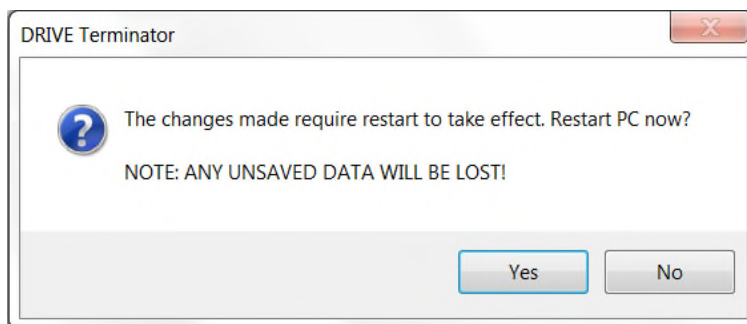 DRIVE Terminator
The changes made require restart to take effect. Restart PC now?
NOTE: ANY UNSAVED DATA WILL BE LOST!
Yes No